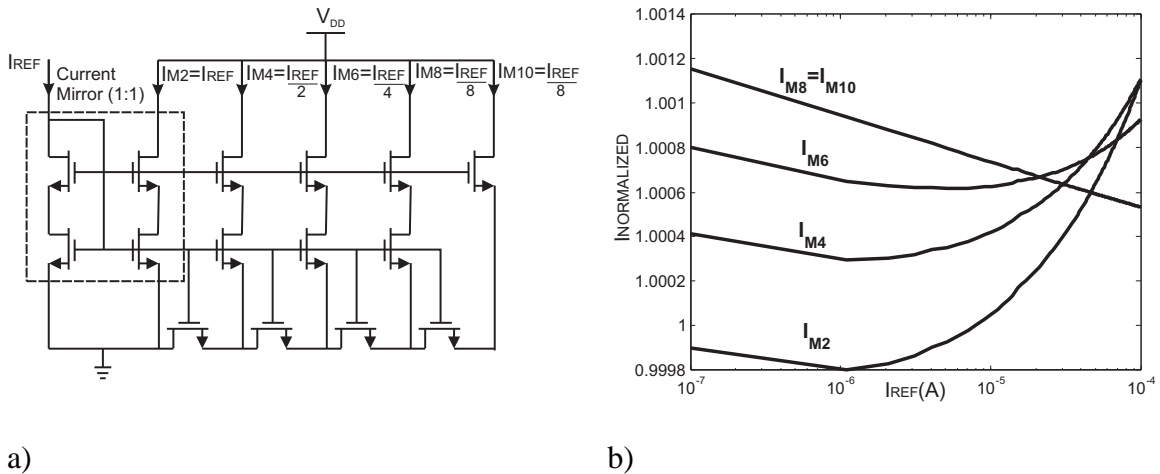 V_DD
I_REF
I_M2=I_REF
I_M4=I_REF/2
I_M6=I_REF/4
I_M8=I_REF/8
I_M10=I_REF/8
Current
Mirror (1:1)
a)
1.0014
1.0012
1.001
1.0008
1.0006
1.0004
1.0002
1
0.9998
I_NORMALIZED
I_M8=I_M10
I_M6
I_M4
I_M2
10^-7
10^-6
10^-5
10^-4
I_REF(A)
b)